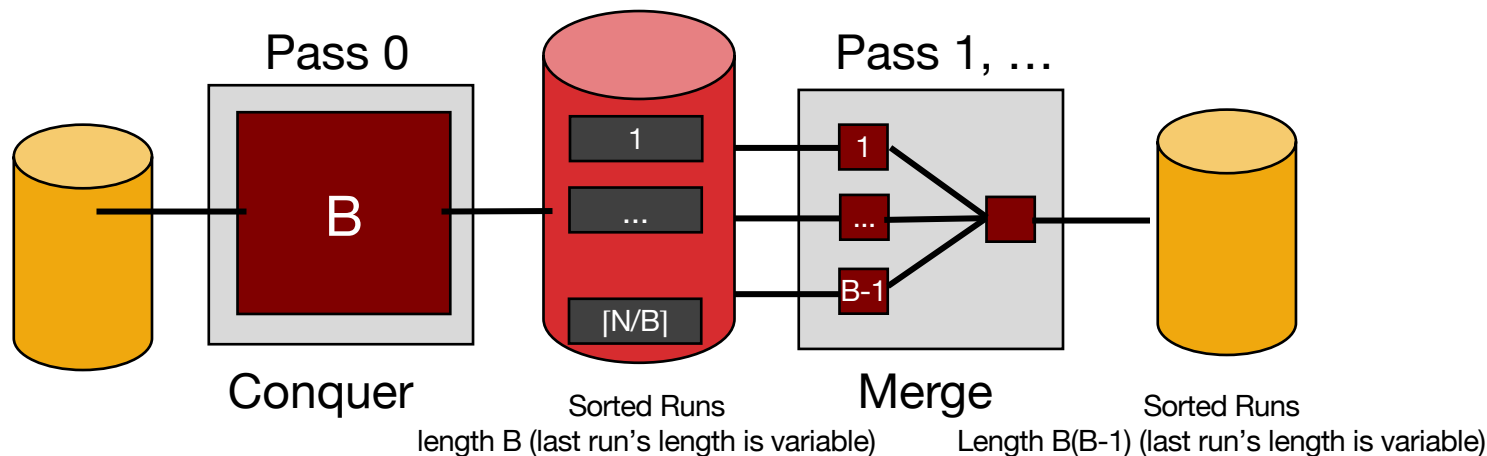 Pass 0
B
Conquer
1
...
⌈N/B⌉
Sorted Runs
length B (last run’s length is variable)
Pass 1, ...
1
...
B-1
Merge
Sorted Runs
Length B(B-1) (last run’s length is variable)